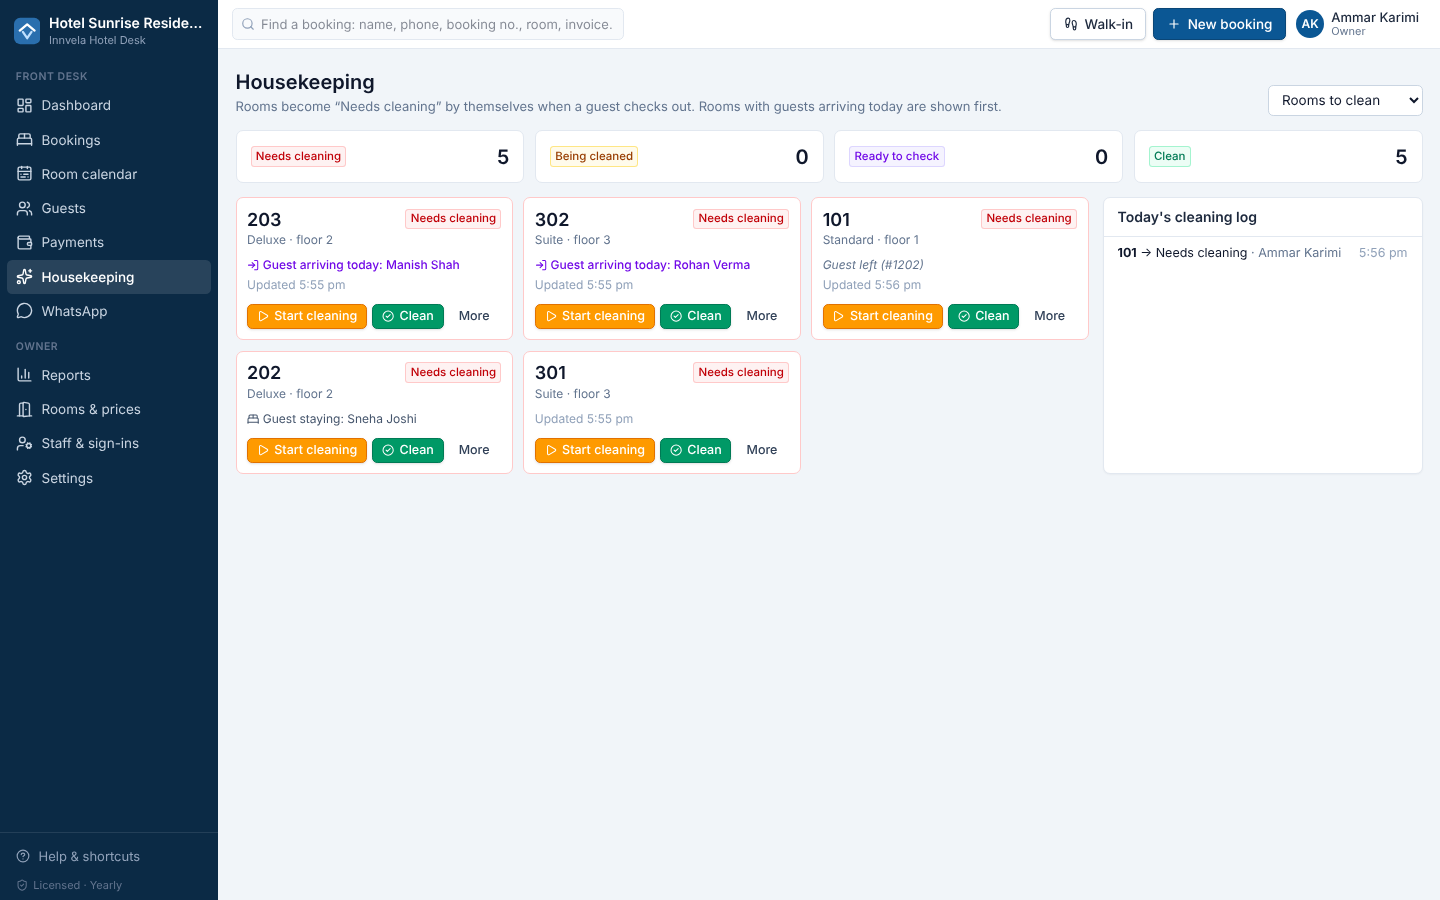 Hotel Sunrise Reside...
Innvela Hotel Desk
FRONT DESK
Dashboard
Bookings
Room calendar
Guests
Payments
Housekeeping
WhatsApp
OWNER
Reports
Rooms & prices
Staff & sign-ins
Settings
Help & shortcuts
Licensed · Yearly
Find a booking: name, phone, booking no., room, invoice.
Walk-in
New booking
AK
Ammar Karimi
Owner
Housekeeping
Rooms become “Needs cleaning” by themselves when a guest checks out. Rooms with guests arriving today are shown first.
Rooms to clean
Needs cleaning 5
Being cleaned 0
Ready to check 0
Clean 5
203 Needs cleaning
Deluxe · floor 2
Guest arriving today: Manish Shah
Updated 5:55 pm
Start cleaning Clean More
302 Needs cleaning
Suite · floor 3
Guest arriving today: Rohan Verma
Updated 5:55 pm
Start cleaning Clean More
101 Needs cleaning
Standard · floor 1
Guest left (#1202)
Updated 5:56 pm
Start cleaning Clean More
202 Needs cleaning
Deluxe · floor 2
Guest staying: Sneha Joshi
Start cleaning Clean More
301 Needs cleaning
Suite · floor 3
Updated 5:55 pm
Start cleaning Clean More
Today's cleaning log
101 → Needs cleaning · Ammar Karimi 5:56 pm